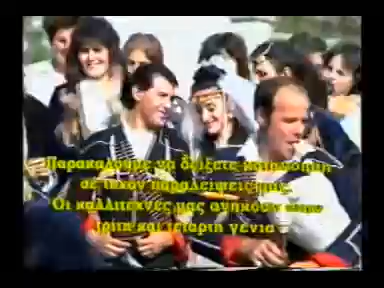 Παρακαλούμε να δείξετε κατανόηση
σε τυχόν παραλείψεις μας.
Οι καλλιτέχνες μας ανήκουν στην
τρίτη και τέταρτη γενιά